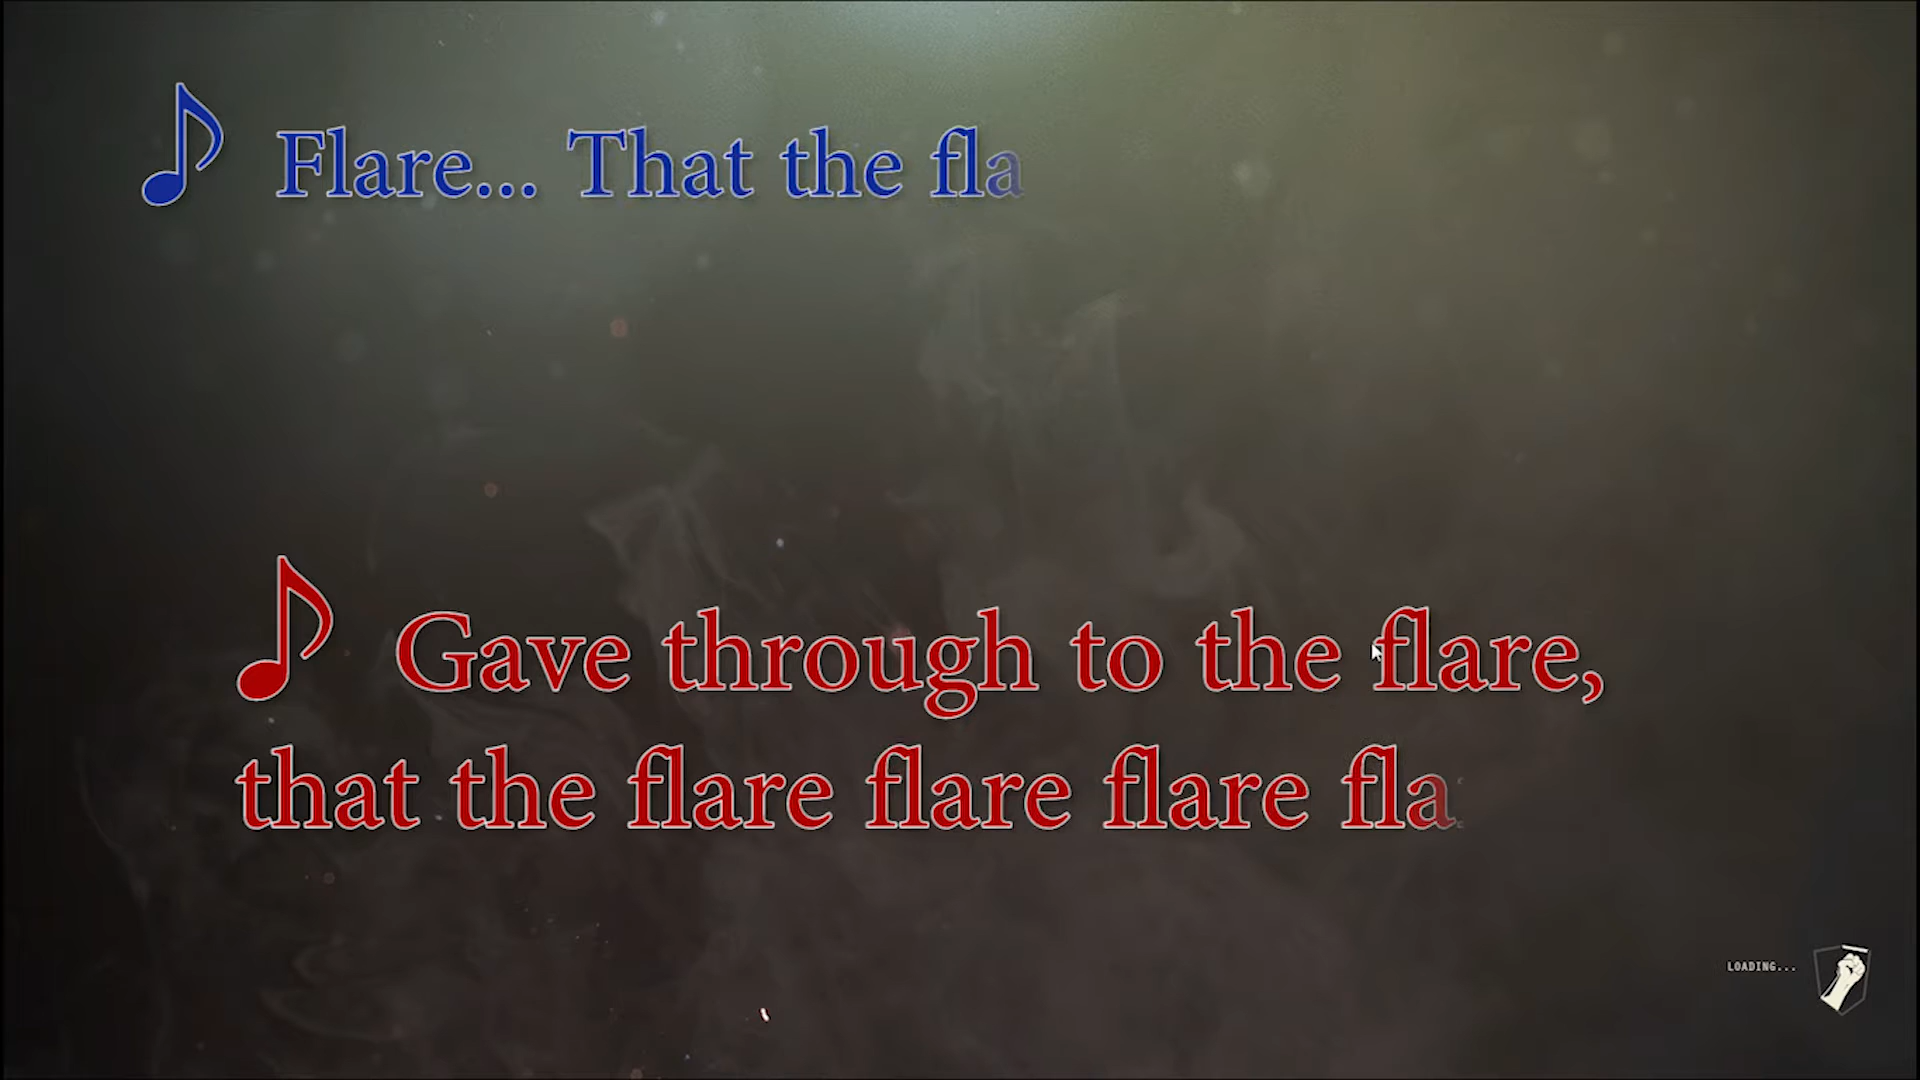 ♪ Flare... That the fla
♪ Gave through to the flare,
that the flare flare flare fla
LOADING...